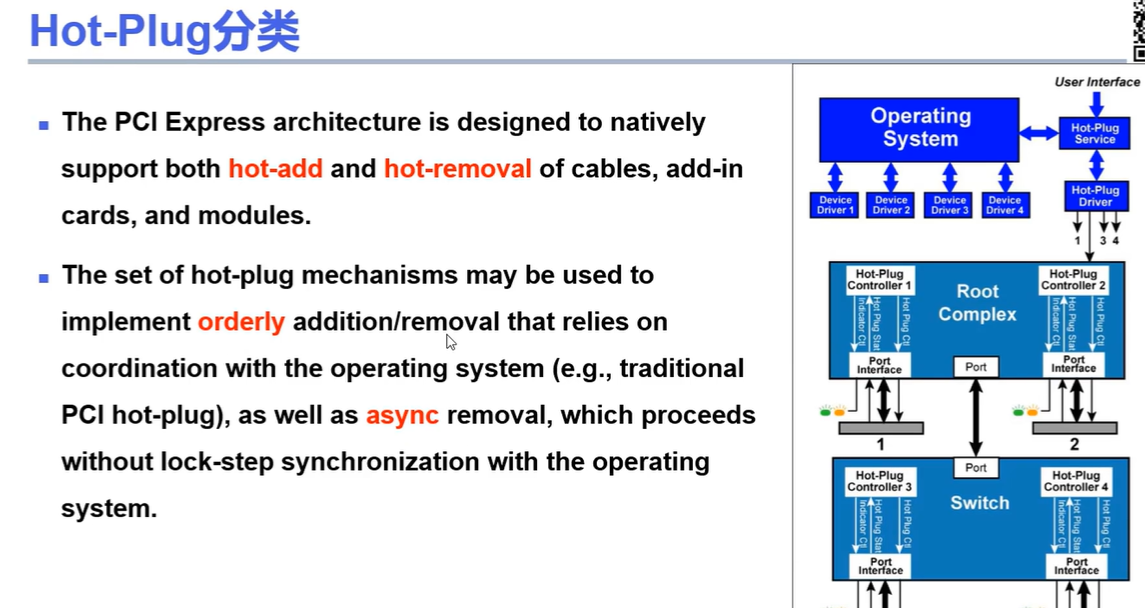 Hot-Plug分类
The PCI Express architecture is designed to natively
support both hot-add and hot-removal of cables, add-in
cards, and modules.
The set of hot-plug mechanisms may be used to
implement orderly addition/removal that relies on
coordination with the operating system (e.g., traditional
PCI hot-plug), as well as async removal, which proceeds
without lock-step synchronization with the operating
system.
User Interface
Operating
System
Hot-Plug
Service
Device
Driver 1
Device
Driver 2
Device
Driver 3
Device
Driver 4
Hot-Plug
Driver
1
3
4
Hot-Plug
Controller 1
Root
Complex
Hot-Plug
Controller 2
Indicator Ctl
Hot Plug Stat
Hot Plug Ctl
Indicator Ctl
Hot Plug Stat
Hot Plug Ctl
Port
Interface
Port
Port
Interface
1
2
Port
Hot-Plug
Controller 3
Switch
Hot-Plug
Controller 4
Indicator Ctl
Hot Plug Stat
Hot Plug Ctl
Indicator Ctl
Hot Plug Stat
Hot Plug Ctl
Port
Interface
Port
Interface